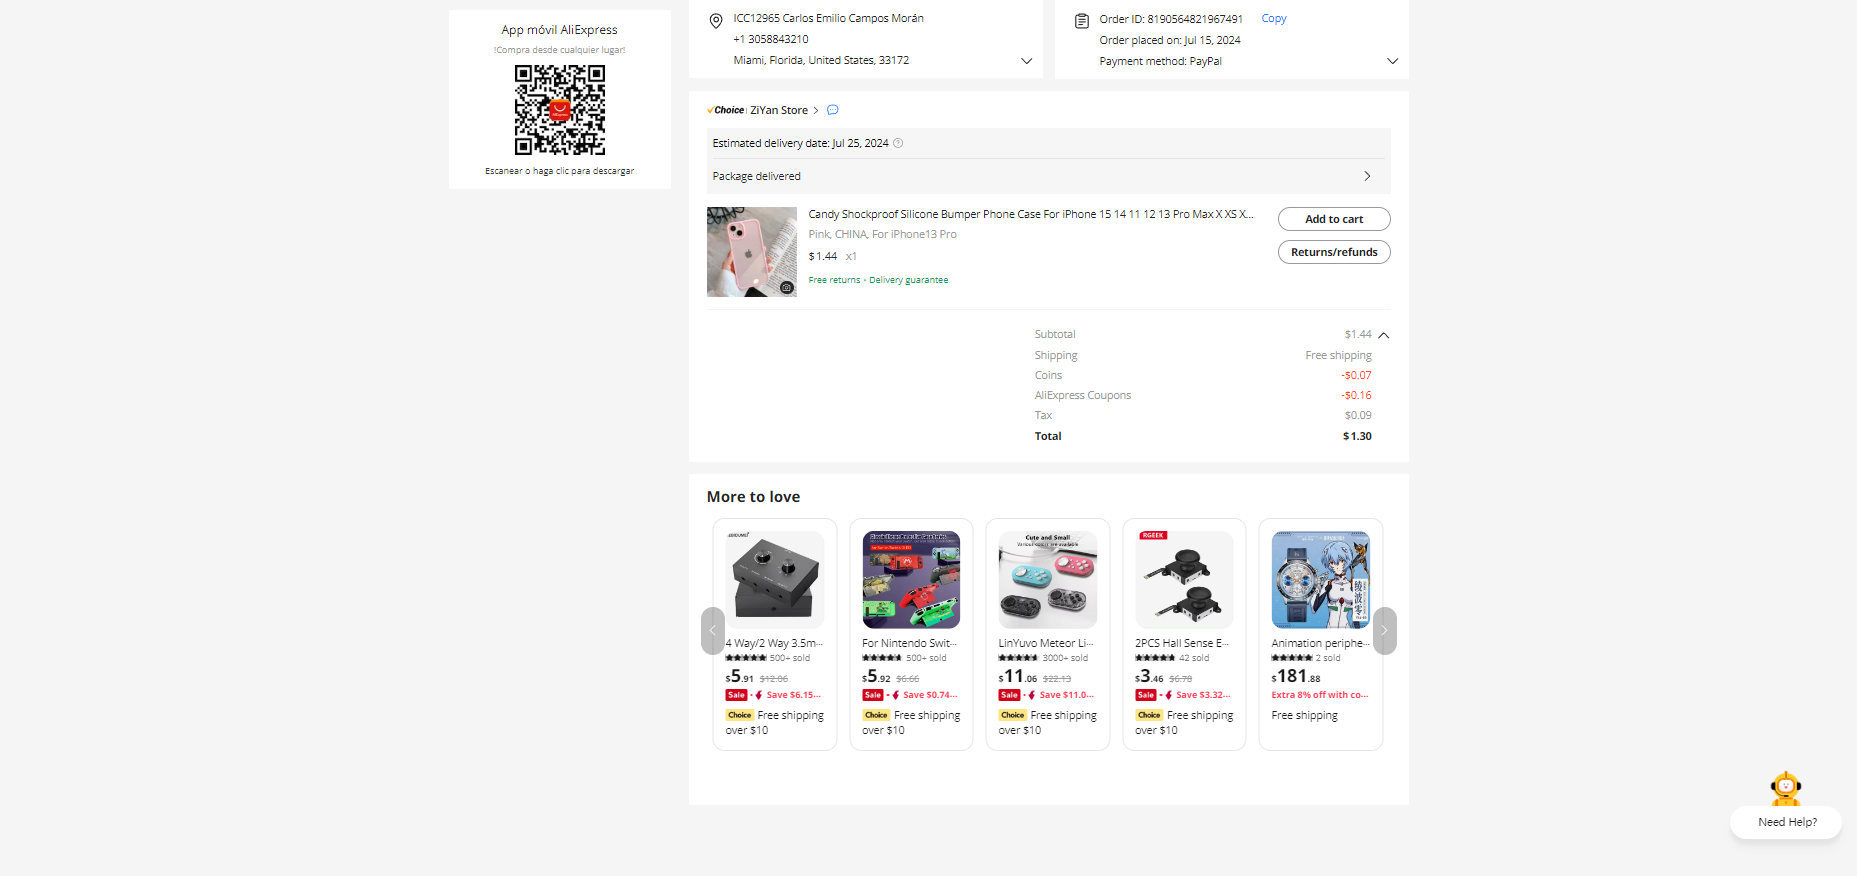 App móvil AliExpress
!Compra desde cualquier lugar!
Escanear o haga clic para descargar
ICC12965 Carlos Emilio Campos Morán
+1 3058843210
Miami, Florida, United States, 33172
Order ID: 8190564821967491 Copy
Order placed on: Jul 15, 2024
Payment method: PayPal
Choice ZiYan Store
Estimated delivery date: Jul 25, 2024
Package delivered
Candy Shockproof Silicone Bumper Phone Case For iPhone 15 14 11 12 13 Pro Max X XS X...
Pink, CHINA, For iPhone13 Pro
$1.44 x1
Free returns · Delivery guarantee
Add to cart
Returns/refunds
Subtotal $1.44
Shipping Free shipping
Coins -$0.07
AliExpress Coupons -$0.16
Tax $0.09
Total $1.30
More to love
4 Way/2 Way 3.5m...
500+ sold
$5.91 $12.06
Sale Save $6.15...
Choice Free shipping
over $10
For Nintendo Swit...
500+ sold
$5.92 $6.66
Sale Save $0.74...
Choice Free shipping
over $10
Cute and Small
Various colors are available
LinYuvo Meteor Li...
3000+ sold
$11.06 $22.13
Sale Save $11.0...
Choice Free shipping
over $10
RGEEK
2PCS Hall Sense E...
42 sold
$3.46 $6.78
Sale Save $3.32...
Choice Free shipping
over $10
Animation periphe...
2 sold
$181.88
Extra 8% off with co...
Free shipping
Need Help?